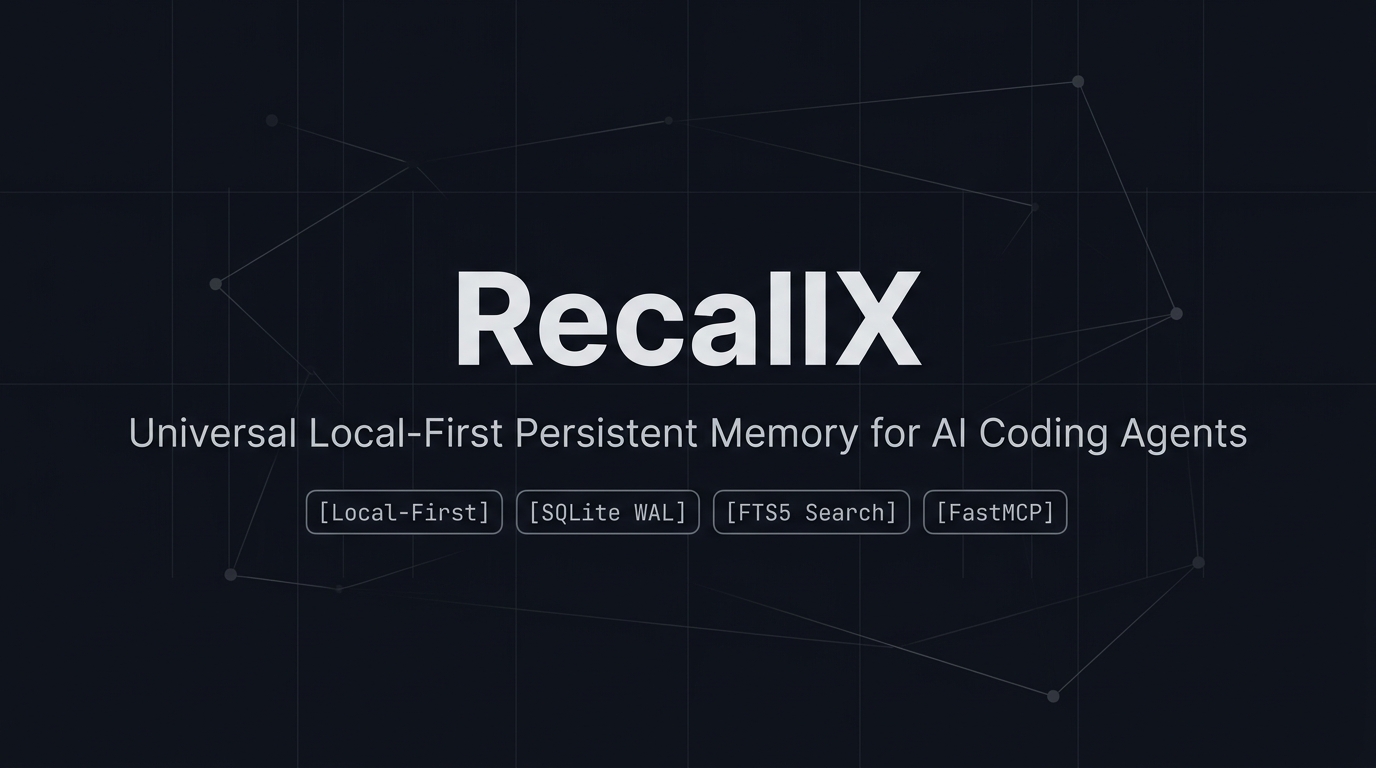 RecallX
Universal Local-First Persistent Memory for AI Coding Agents
[Local-First] [SQLite WAL] [FTS5 Search] [FastMCP]